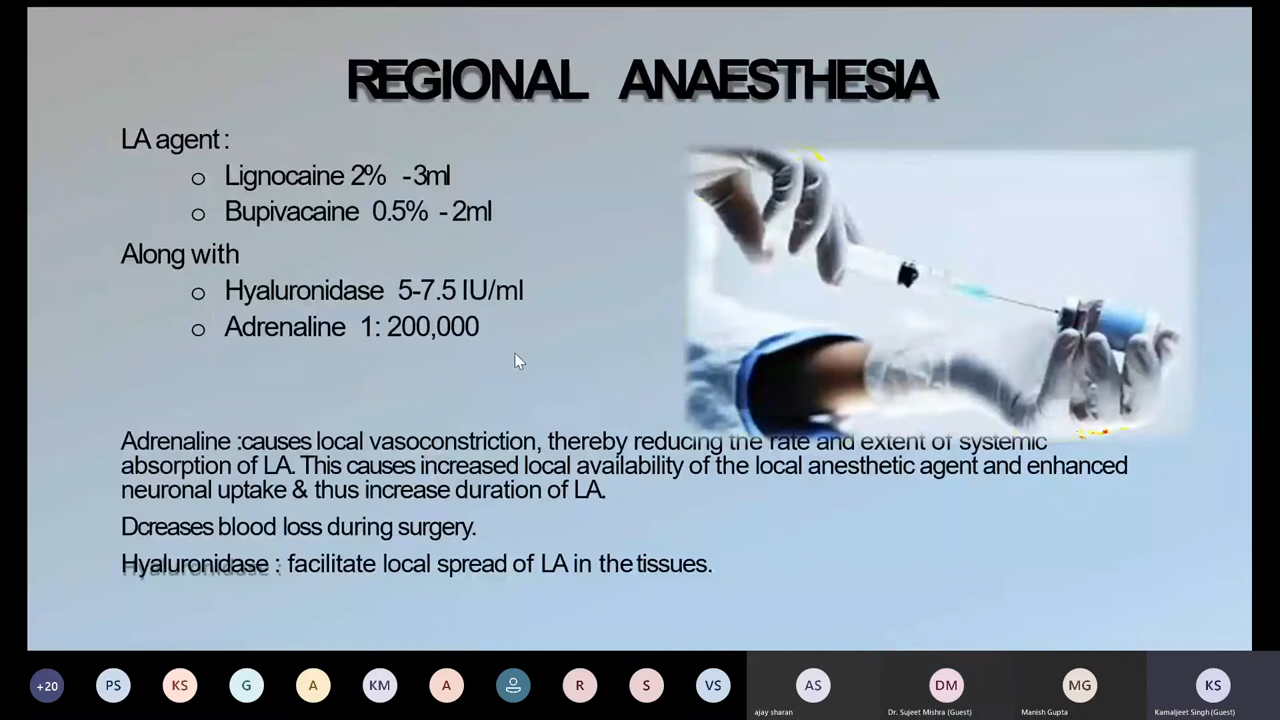 REGIONAL ANAESTHESIA
LA agent :
o Lignocaine 2% - 3ml
o Bupivacaine 0.5% - 2ml
Along with
o Hyaluronidase 5-7.5 IU/ml
o Adrenaline 1: 200,000
Adrenaline :causes local vasoconstriction, thereby reducing the rate and extent of systemic
absorption of LA. This causes increased local availability of the local anesthetic agent and enhanced
neuronal uptake & thus increase duration of LA.
Dcreases blood loss during surgery.
Hyaluronidase : facilitate local spread of LA in the tissues.
+20 PS KS G A KM A R S VS AS DM MG KS
ajay sharan Dr. Sujeet Mishra (Guest) Manish Gupta Kamaljeet Singh (Guest)